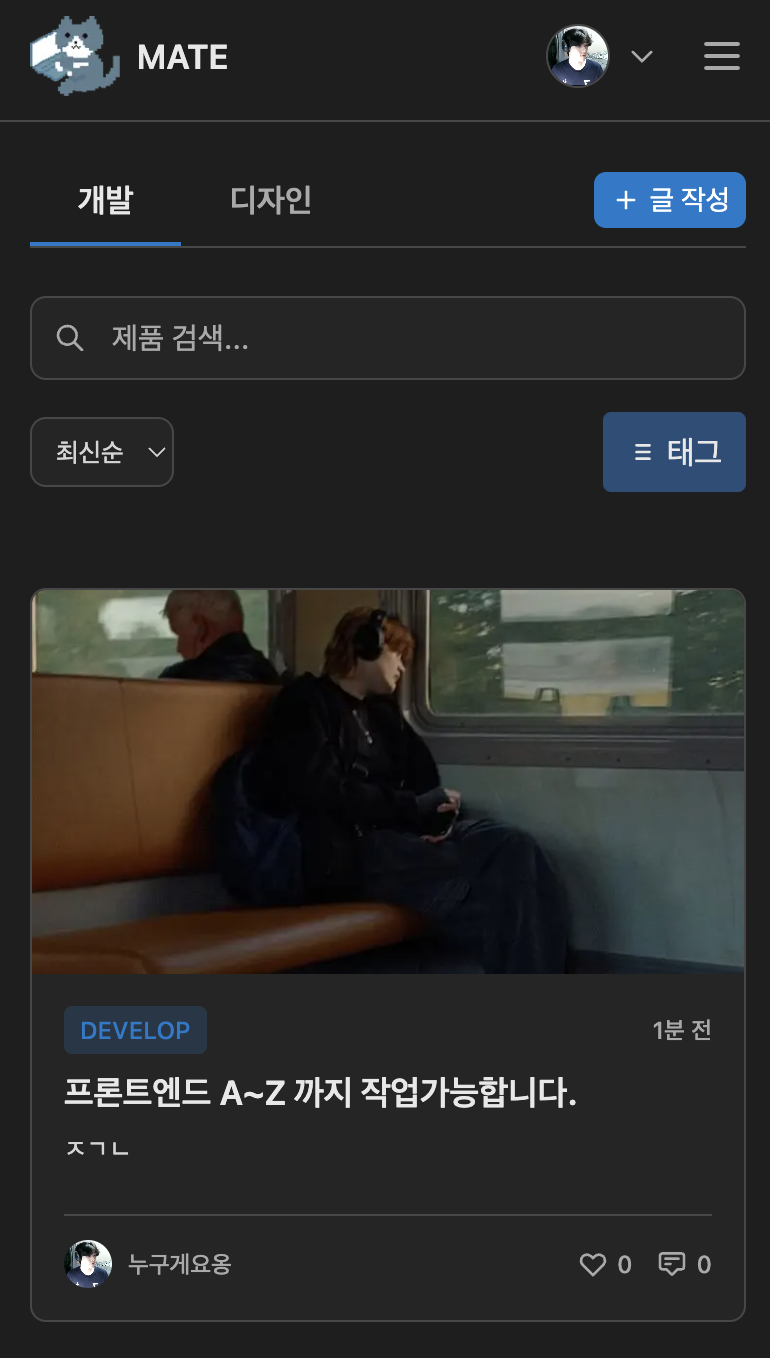 MATE
개발
디자인
+ 글 작성
제품 검색...
최신순
태그
DEVELOP
1분 전
프론트엔드 A~Z 까지 작업가능합니다.
ㅈㄱㄴ
누구게요옹
0
0